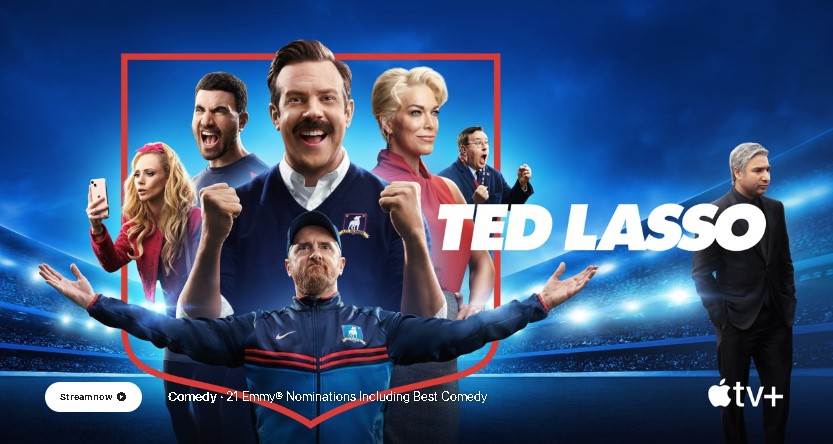 TED LASSO
Stream now
Comedy · 21 Emmy® Nominations Including Best Comedy
tv+